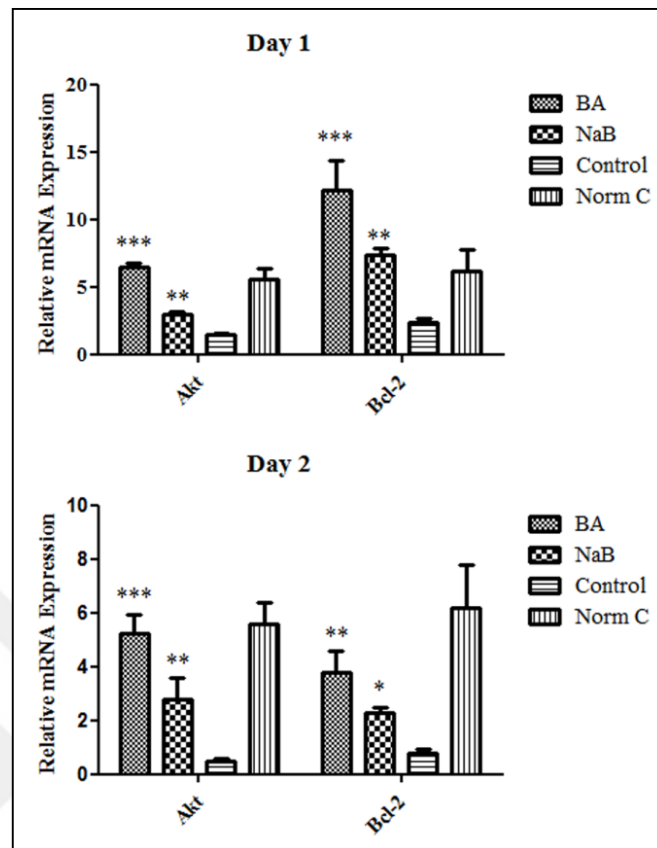 Day 1
Relative mRNA Expression
20
15
10
5
0
***
**
***
**
Akt
Bcl-2
BA
NaB
Control
Norm C
Day 2
Relative mRNA Expression
10
8
6
4
2
0
***
**
**
*
Akt
Bcl-2
BA
NaB
Control
Norm C